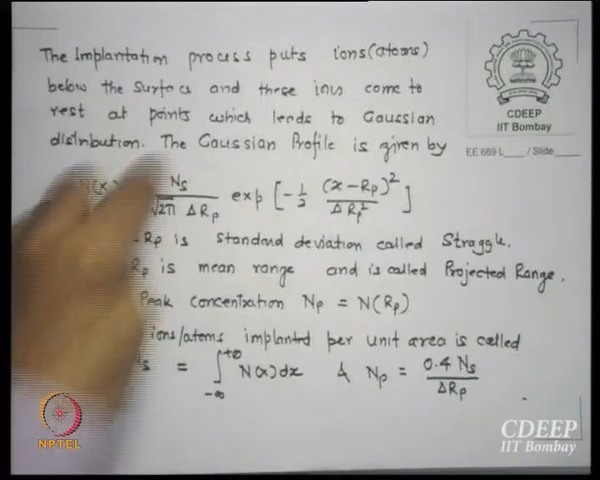 The Implantation process puts ions (atoms)
below the Surface and these ions come to
rest at points which leads to Gaussian
distribution. The Gaussian Profile is given by
N(x) Ns / √2π ΔRp exp [-1/2 (x-Rp)² / ΔRp²]
Rp is Standard deviation called Straggle.
Rp is mean range and is called Projected Range.
Peak concentration Np = N(Rp)
ions/atoms implanted per unit area is called
= ∫-∞+∞ N(x) dx & Np = 0.4 Ns / ΔRp
CDEEP
IIT Bombay
EE 669 L___ / Slide___
NPTEL
CDEEP
IIT Bombay